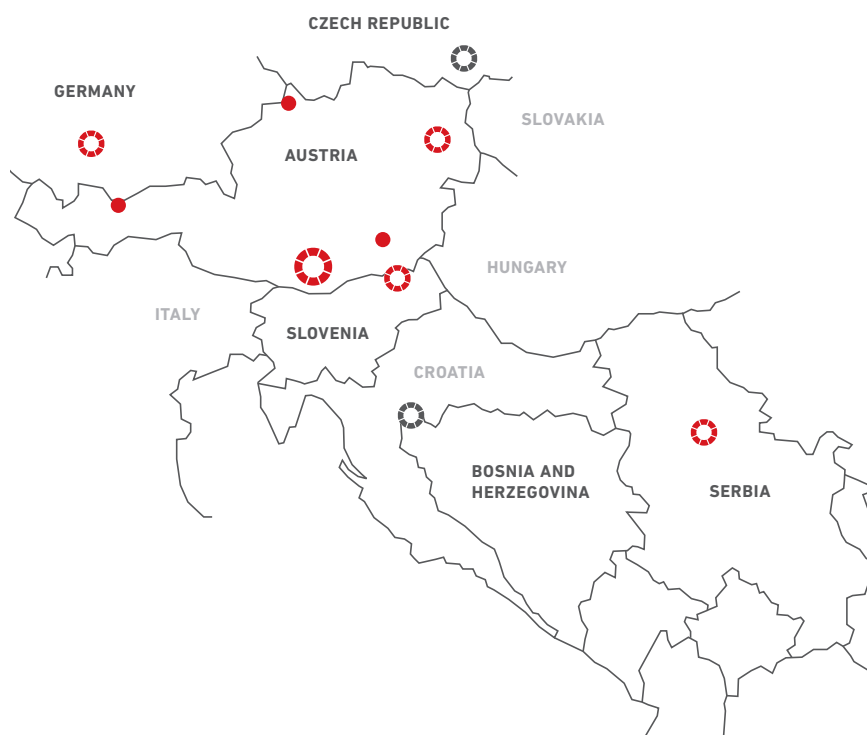 CZECH REPUBLIC
GERMANY
SLOVAKIA
AUSTRIA
HUNGARY
ITALY
SLOVENIA
CROATIA
BOSNIA AND
HERZEGOVINA
SERBIA